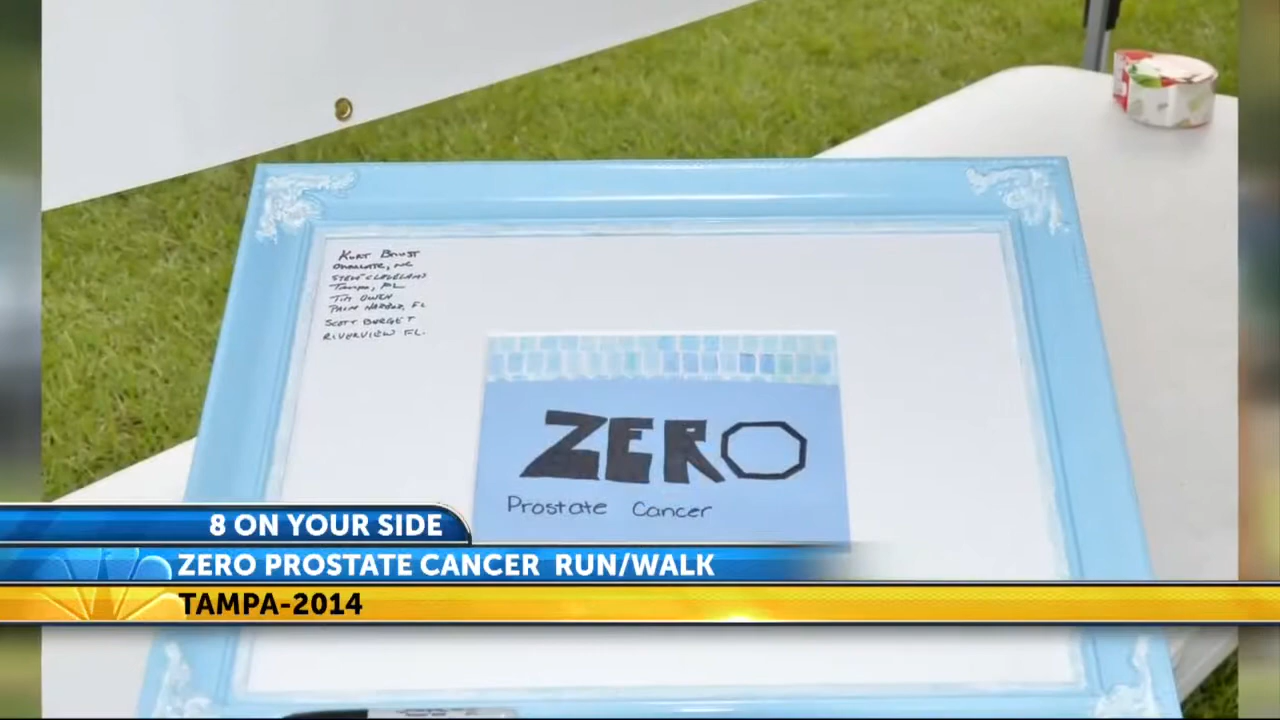 KURT
CHARLOTTE, NC
STEVE CLEVELAND
TAMPA, FL
TIM OWEN
PALM HARBOR, FL
SCOTT BURGET
RIVERVIEW FL.
ZERO
Prostate Cancer
8 ON YOUR SIDE
ZERO PROSTATE CANCER RUN/WALK
TAMPA-2014